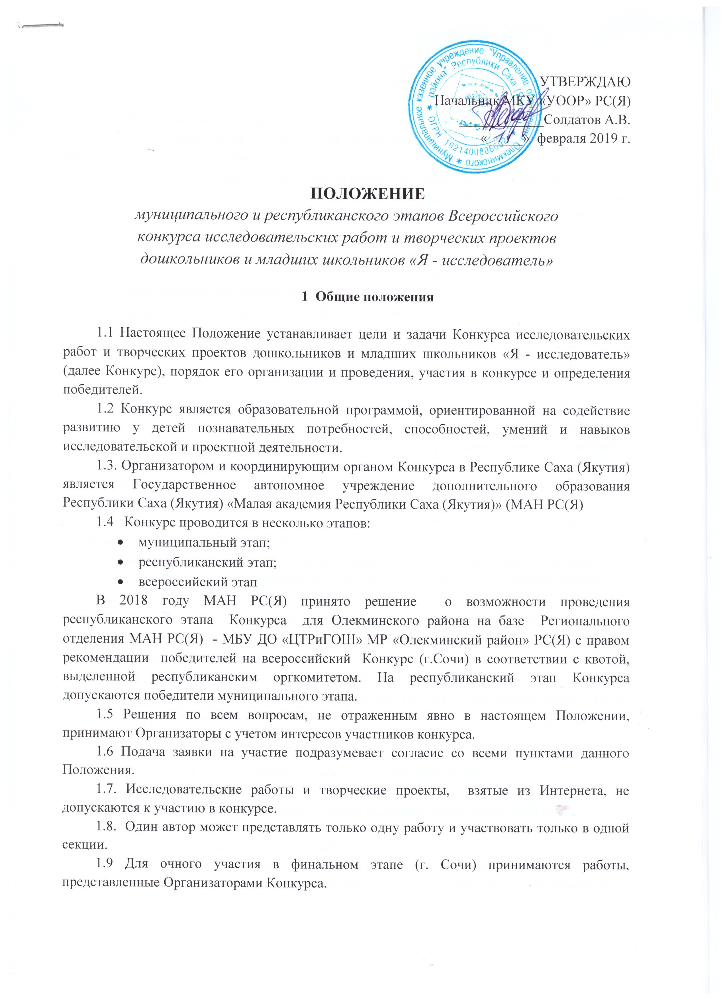 УТВЕРЖДАЮ
Начальник МКУ «УООР» РС(Я)
Солдатов А.В.
«11» февраля 2019 г.
Муниципальное казенное учреждение "Управление образования Олекминского
района" Республики Саха
ОГРН
ПОЛОЖЕНИЕ
муниципального и республиканского этапов Всероссийского
конкурса исследовательских работ и творческих проектов
дошкольников и младших школьников «Я - исследователь»
1 Общие положения
1.1 Настоящее Положение устанавливает цели и задачи Конкурса исследовательских
работ и творческих проектов дошкольников и младших школьников «Я - исследователь»
(далее Конкурс), порядок его организации и проведения, участия в конкурсе и определения
победителей.
1.2 Конкурс является образовательной программой, ориентированной на содействие
развитию у детей познавательных потребностей, способностей, умений и навыков
исследовательской и проектной деятельности.
1.3. Организатором и координирующим органом Конкурса в Республике Саха (Якутия)
является Государственное автономное учреждение дополнительного образования
Республики Саха (Якутия) «Малая академия Республики Саха (Якутия)» (МАН РС(Я)
1.4 Конкурс проводится в несколько этапов:
• муниципальный этап;
• республиканский этап;
• всероссийский этап
В 2018 году МАН РС(Я) принято решение о возможности проведения
республиканского этапа Конкурса для Олекминского района на базе Регионального
отделения МАН РС(Я) - МБУ ДО «ЦТРиГОШ» МР «Олекминский район» РС(Я) с правом
рекомендации победителей на всероссийский Конкурс (г.Сочи) в соответствии с квотой,
выделенной республиканским оргкомитетом. На республиканский этап Конкурса
допускаются победители муниципального этапа.
1.5 Решения по всем вопросам, не отраженным явно в настоящем Положении,
принимают Организаторы с учетом интересов участников конкурса.
1.6 Подача заявки на участие подразумевает согласие со всеми пунктами данного
Положения.
1.7. Исследовательские работы и творческие проекты, взятые из Интернета, не
допускаются к участию в конкурсе.
1.8. Один автор может представлять только одну работу и участвовать только в одной
секции.
1.9 Для очного участия в финальном этапе (г. Сочи) принимаются работы,
представленные Организаторами Конкурса.